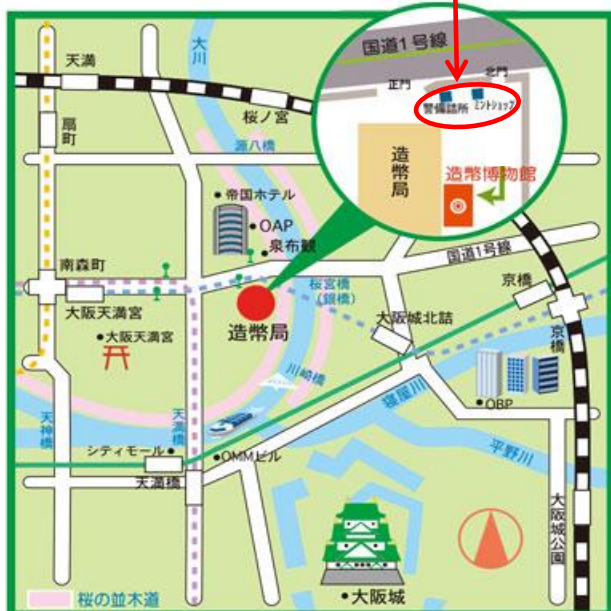 国道1号線
正門
北門
警備詰所
ミントショップ
造幣局
造幣博物館
天満
大川
桜ノ宮
扇町
源八橋
帝国ホテル
OAP
泉布観
南森町
国道1号線
大阪天満宮
桜宮橋
(銀橋)
京橋
大阪天満宮
造幣局
大阪城北詰
京橋
川崎橋
寝屋川
OBP
天神橋
天満橋
平野川
シティモール
OMMビル
天満橋
大阪城公園
大阪城
桜の並木道